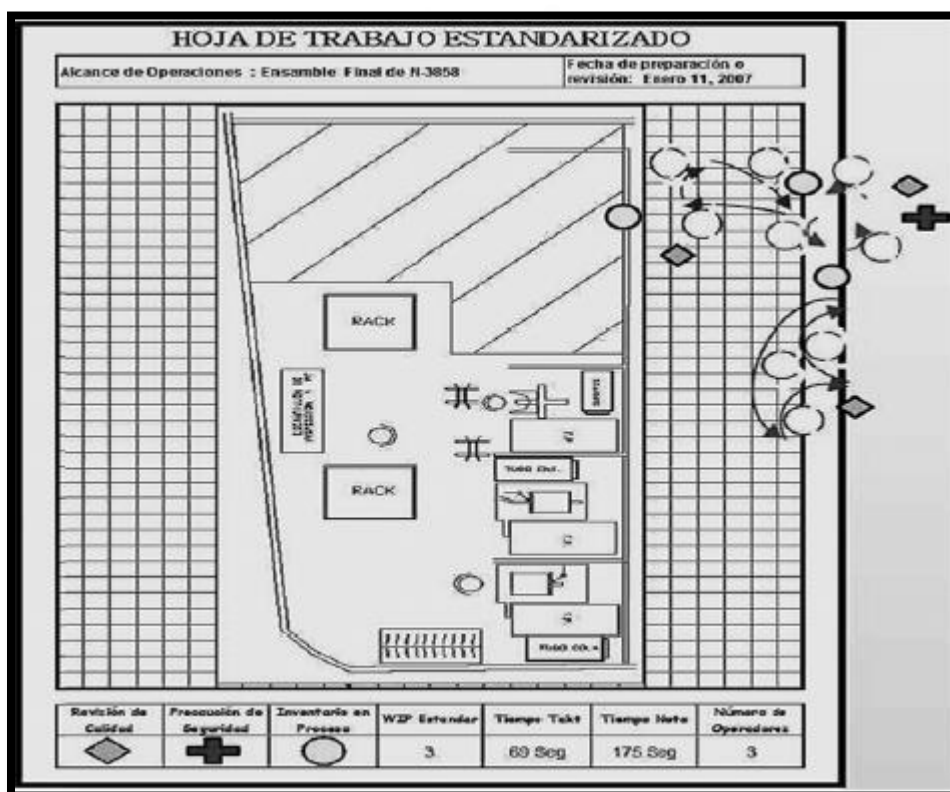 HOJA DE TRABAJO ESTANDARIZADO
Alcance de Operaciones : Ensamble Final de N-3858
Fecha de preparación o
revisión: Enero 11, 2007
RACK
RACK
Revisión de
Calidad
Precaución de
Seguridad
Inventario en
Proceso
WIP Estandar
Tiempo Takt
Tiempo Neto
Número de
Operadores
3
69 Seg
175 Seg
3